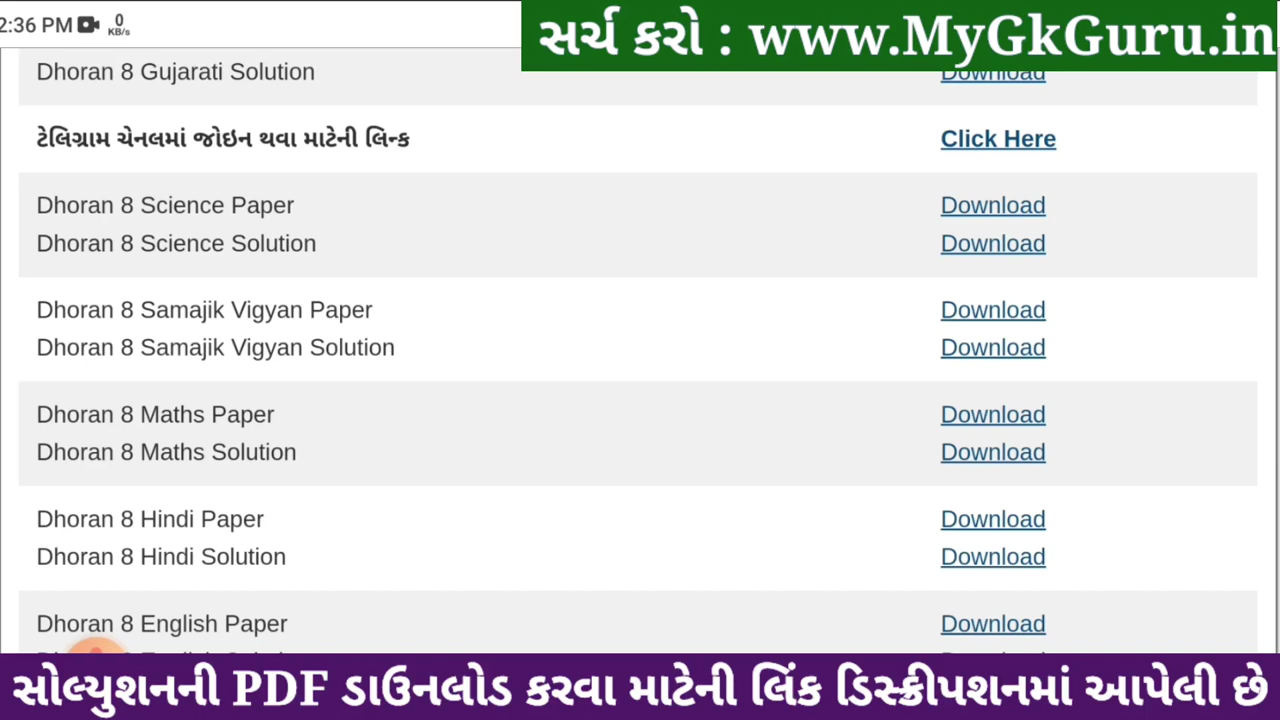 2:36 PM 0 KB/s
સર્ચ કરો : www.MyGkGuru.in
Dhoran 8 Gujarati Solution Download
ટેલિગ્રામ ચેનલમાં જોઇન થવા માટેની લિન્ક Click Here
Dhoran 8 Science Paper Download
Dhoran 8 Science Solution Download
Dhoran 8 Samajik Vigyan Paper Download
Dhoran 8 Samajik Vigyan Solution Download
Dhoran 8 Maths Paper Download
Dhoran 8 Maths Solution Download
Dhoran 8 Hindi Paper Download
Dhoran 8 Hindi Solution Download
Dhoran 8 English Paper Download
સોલ્યુશનની PDF ડાઉનલોડ કરવા માટેની લિંક ડિસ્ક્રીપશનમાં આપેલી છે